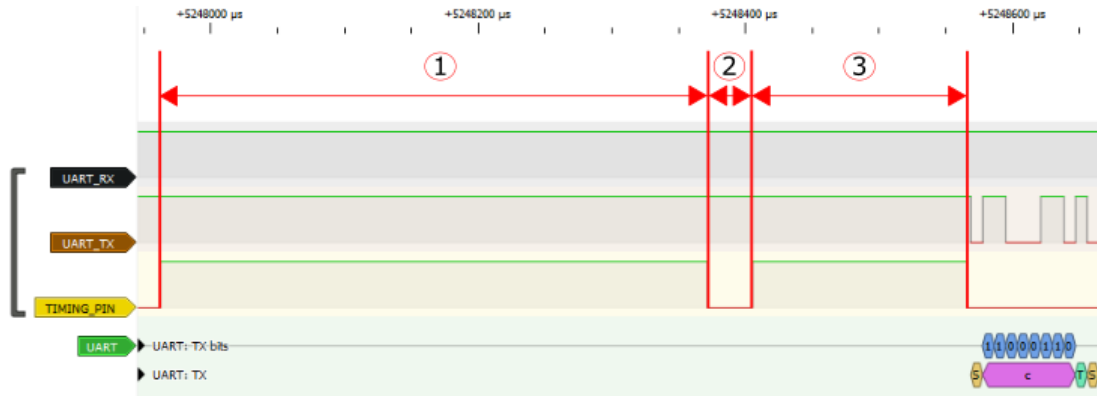 +5248000 µs +5248200 µs +5248400 µs +5248600 µs
① ② ③
UART_RX
UART_TX
TIMING_PIN
UART UART: TX bits 1 1 0 0 0 1 1 0
UART: TX S c T S